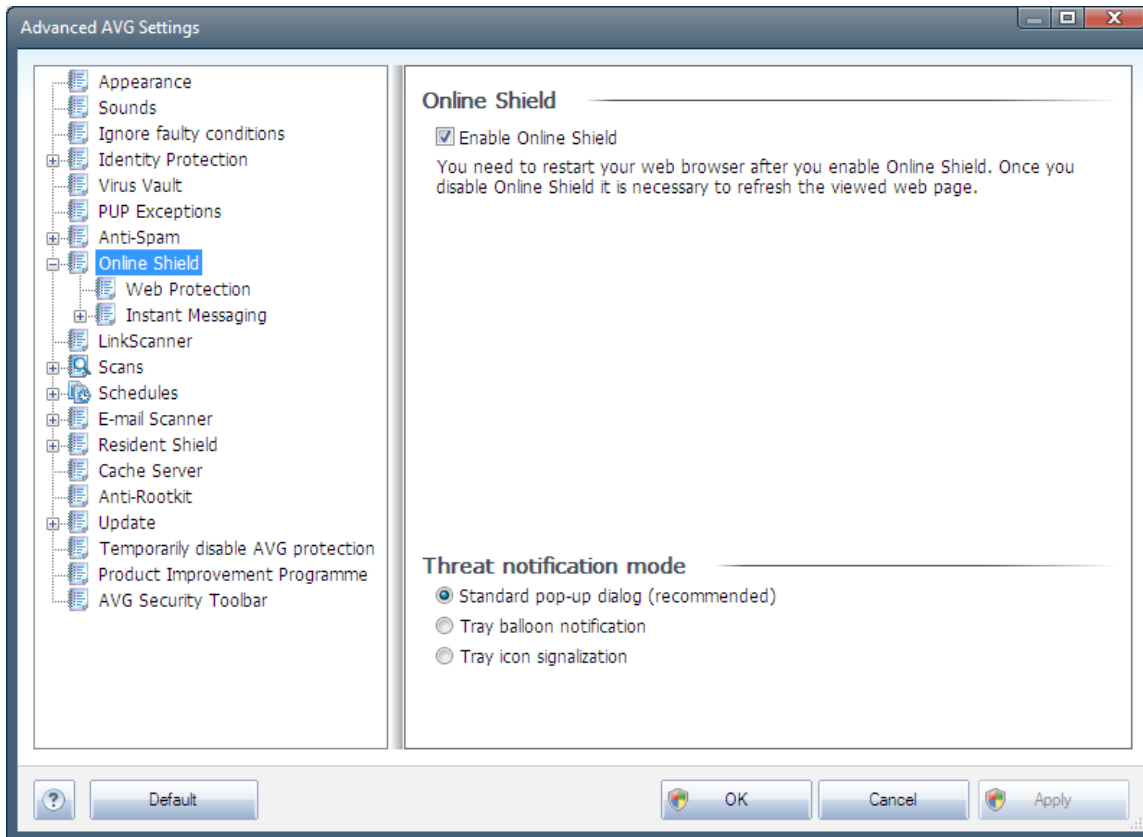 Advanced AVG Settings
Appearance
Sounds
Ignore faulty conditions
Identity Protection
Virus Vault
PUP Exceptions
Anti-Spam
Online Shield
Web Protection
Instant Messaging
LinkScanner
Scans
Schedules
E-mail Scanner
Resident Shield
Cache Server
Anti-Rootkit
Update
Temporarily disable AVG protection
Product Improvement Programme
AVG Security Toolbar
Online Shield
Enable Online Shield
You need to restart your web browser after you enable Online Shield. Once you
disable Online Shield it is necessary to refresh the viewed web page.
Threat notification mode
Standard pop-up dialog (recommended)
Tray balloon notification
Tray icon signalization
?
Default
OK
Cancel
Apply